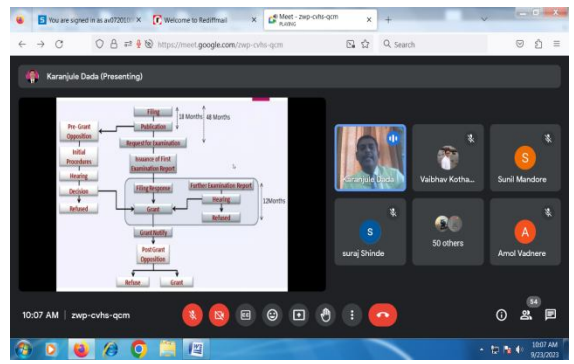 You are signed in as av072010
Welcome to Rediffmail
Meet - zwp-cvhs-qcm
PLAYING
https://meet.google.com/zwp-cvhs-qcm
Search
Karanjule Dada (Presenting)
Filing
18 Months
48 Months
Publication
Pre-Grant
Opposition
Request for Examination
Initial
Procedures
Issuance of First
Examination Report
Hearing
Filing Response
Further Examination Report
Decision
Grant
Hearing
12Months
Refused
Refused
Grant Notify
Post Grant
Opposition
Refuse
Grant
Karanjule Dada
Vaibhav Kotha...
S
Sunil Mandore
S
suraj Shinde
50 others
A
Amol Vadnere
10:07 AM | zwp-cvhs-qcm
54
10:07 AM
9/23/2023